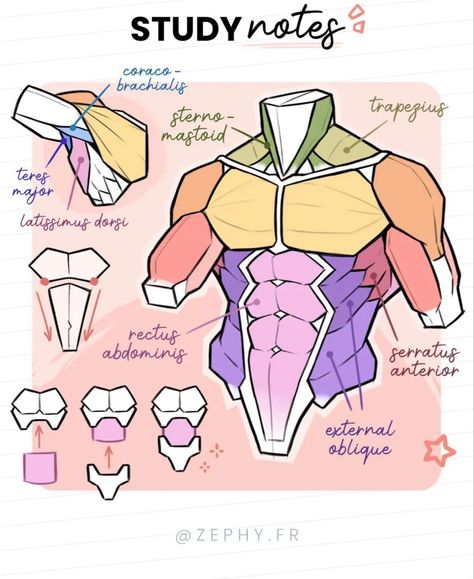 STUDY notes
coraco-
brachialis
sterno-
mastoid
trapezius
teres
major
latissimus dorsi
rectus
abdominis
serratus
anterior
external
oblique
@ZEPHY.FR